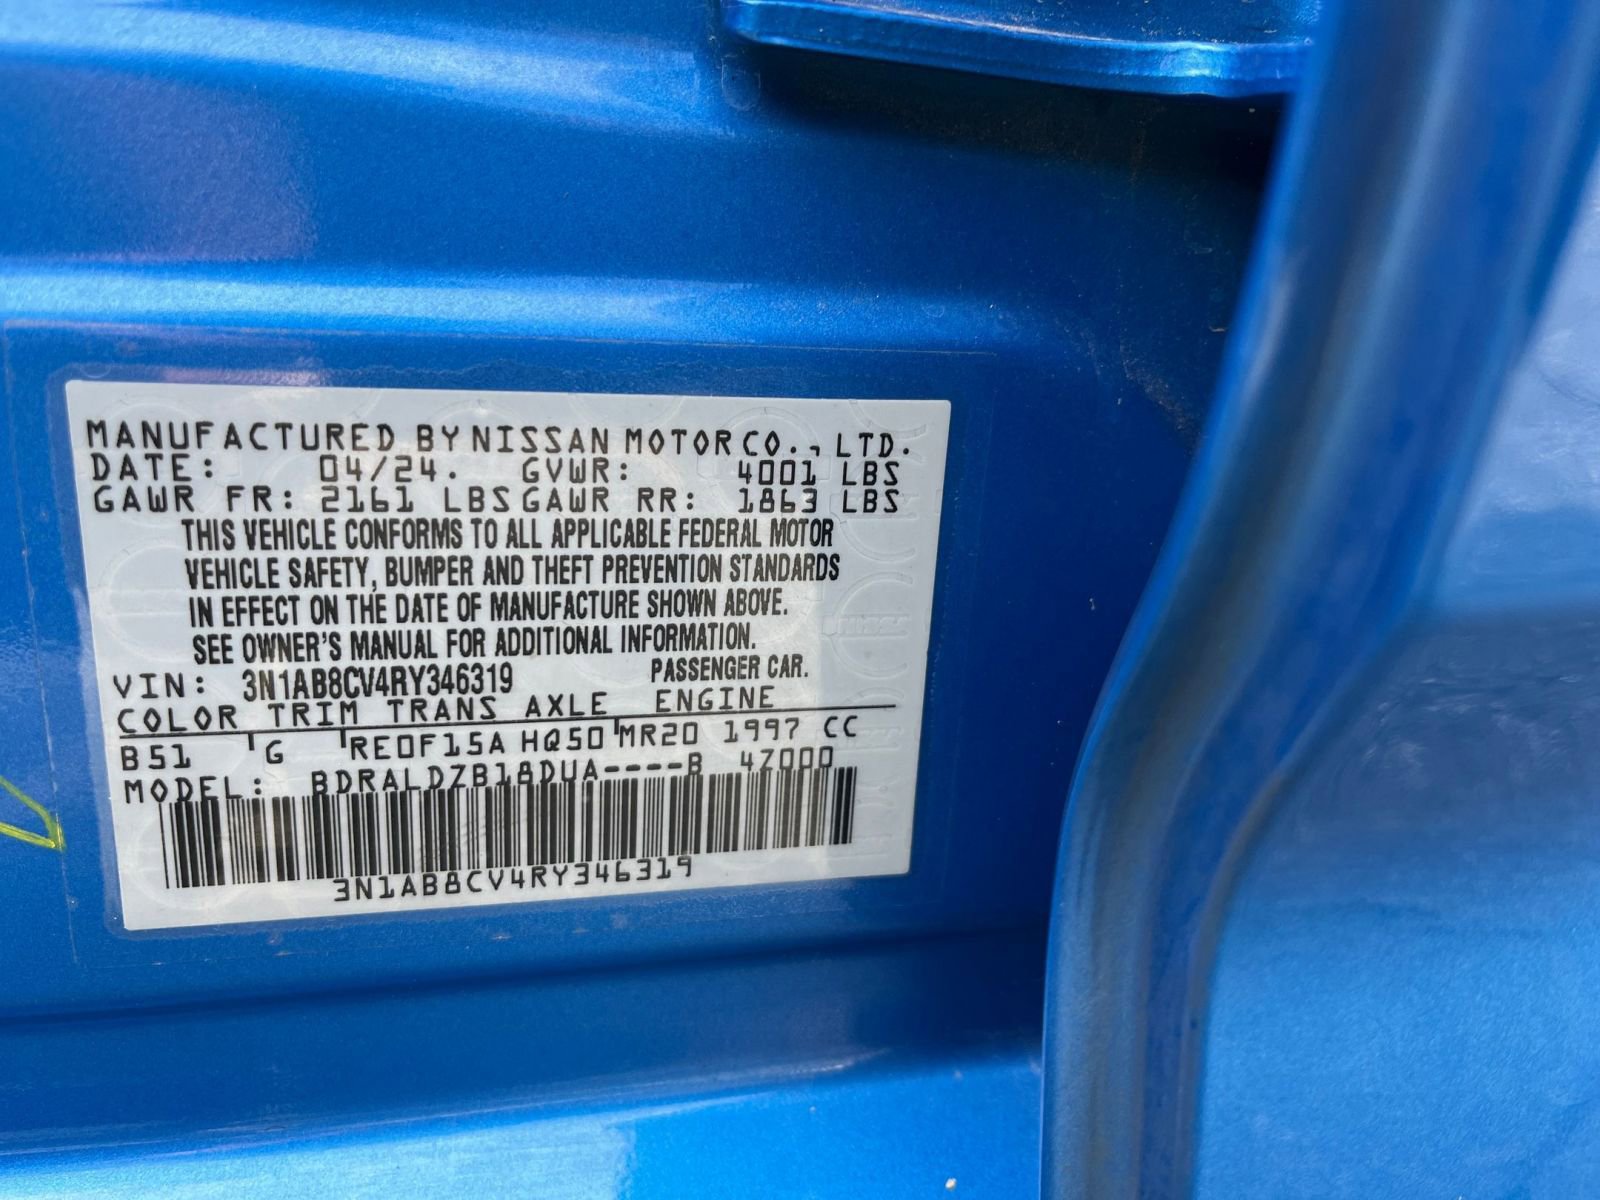 MANUFACTURED BY NISSAN MOTOR CO., LTD.
DATE: 04/24. GVWR: 4001 LBS
GAWR FR: 2161 LBS GAWR RR: 1863 LBS
THIS VEHICLE CONFORMS TO ALL APPLICABLE FEDERAL MOTOR
VEHICLE SAFETY, BUMPER AND THEFT PREVENTION STANDARDS
IN EFFECT ON THE DATE OF MANUFACTURE SHOWN ABOVE.
SEE OWNER'S MANUAL FOR ADDITIONAL INFORMATION.
VIN: 3N1AB8CV4RY346319 PASSENGER CAR.
COLOR TRIM TRANS AXLE ENGINE
B51 G RE0F15A HQ50 MR20 1997 CC
MODEL: BDRALDZB18DUA----B 4Z000
3N1AB8CV4RY346319